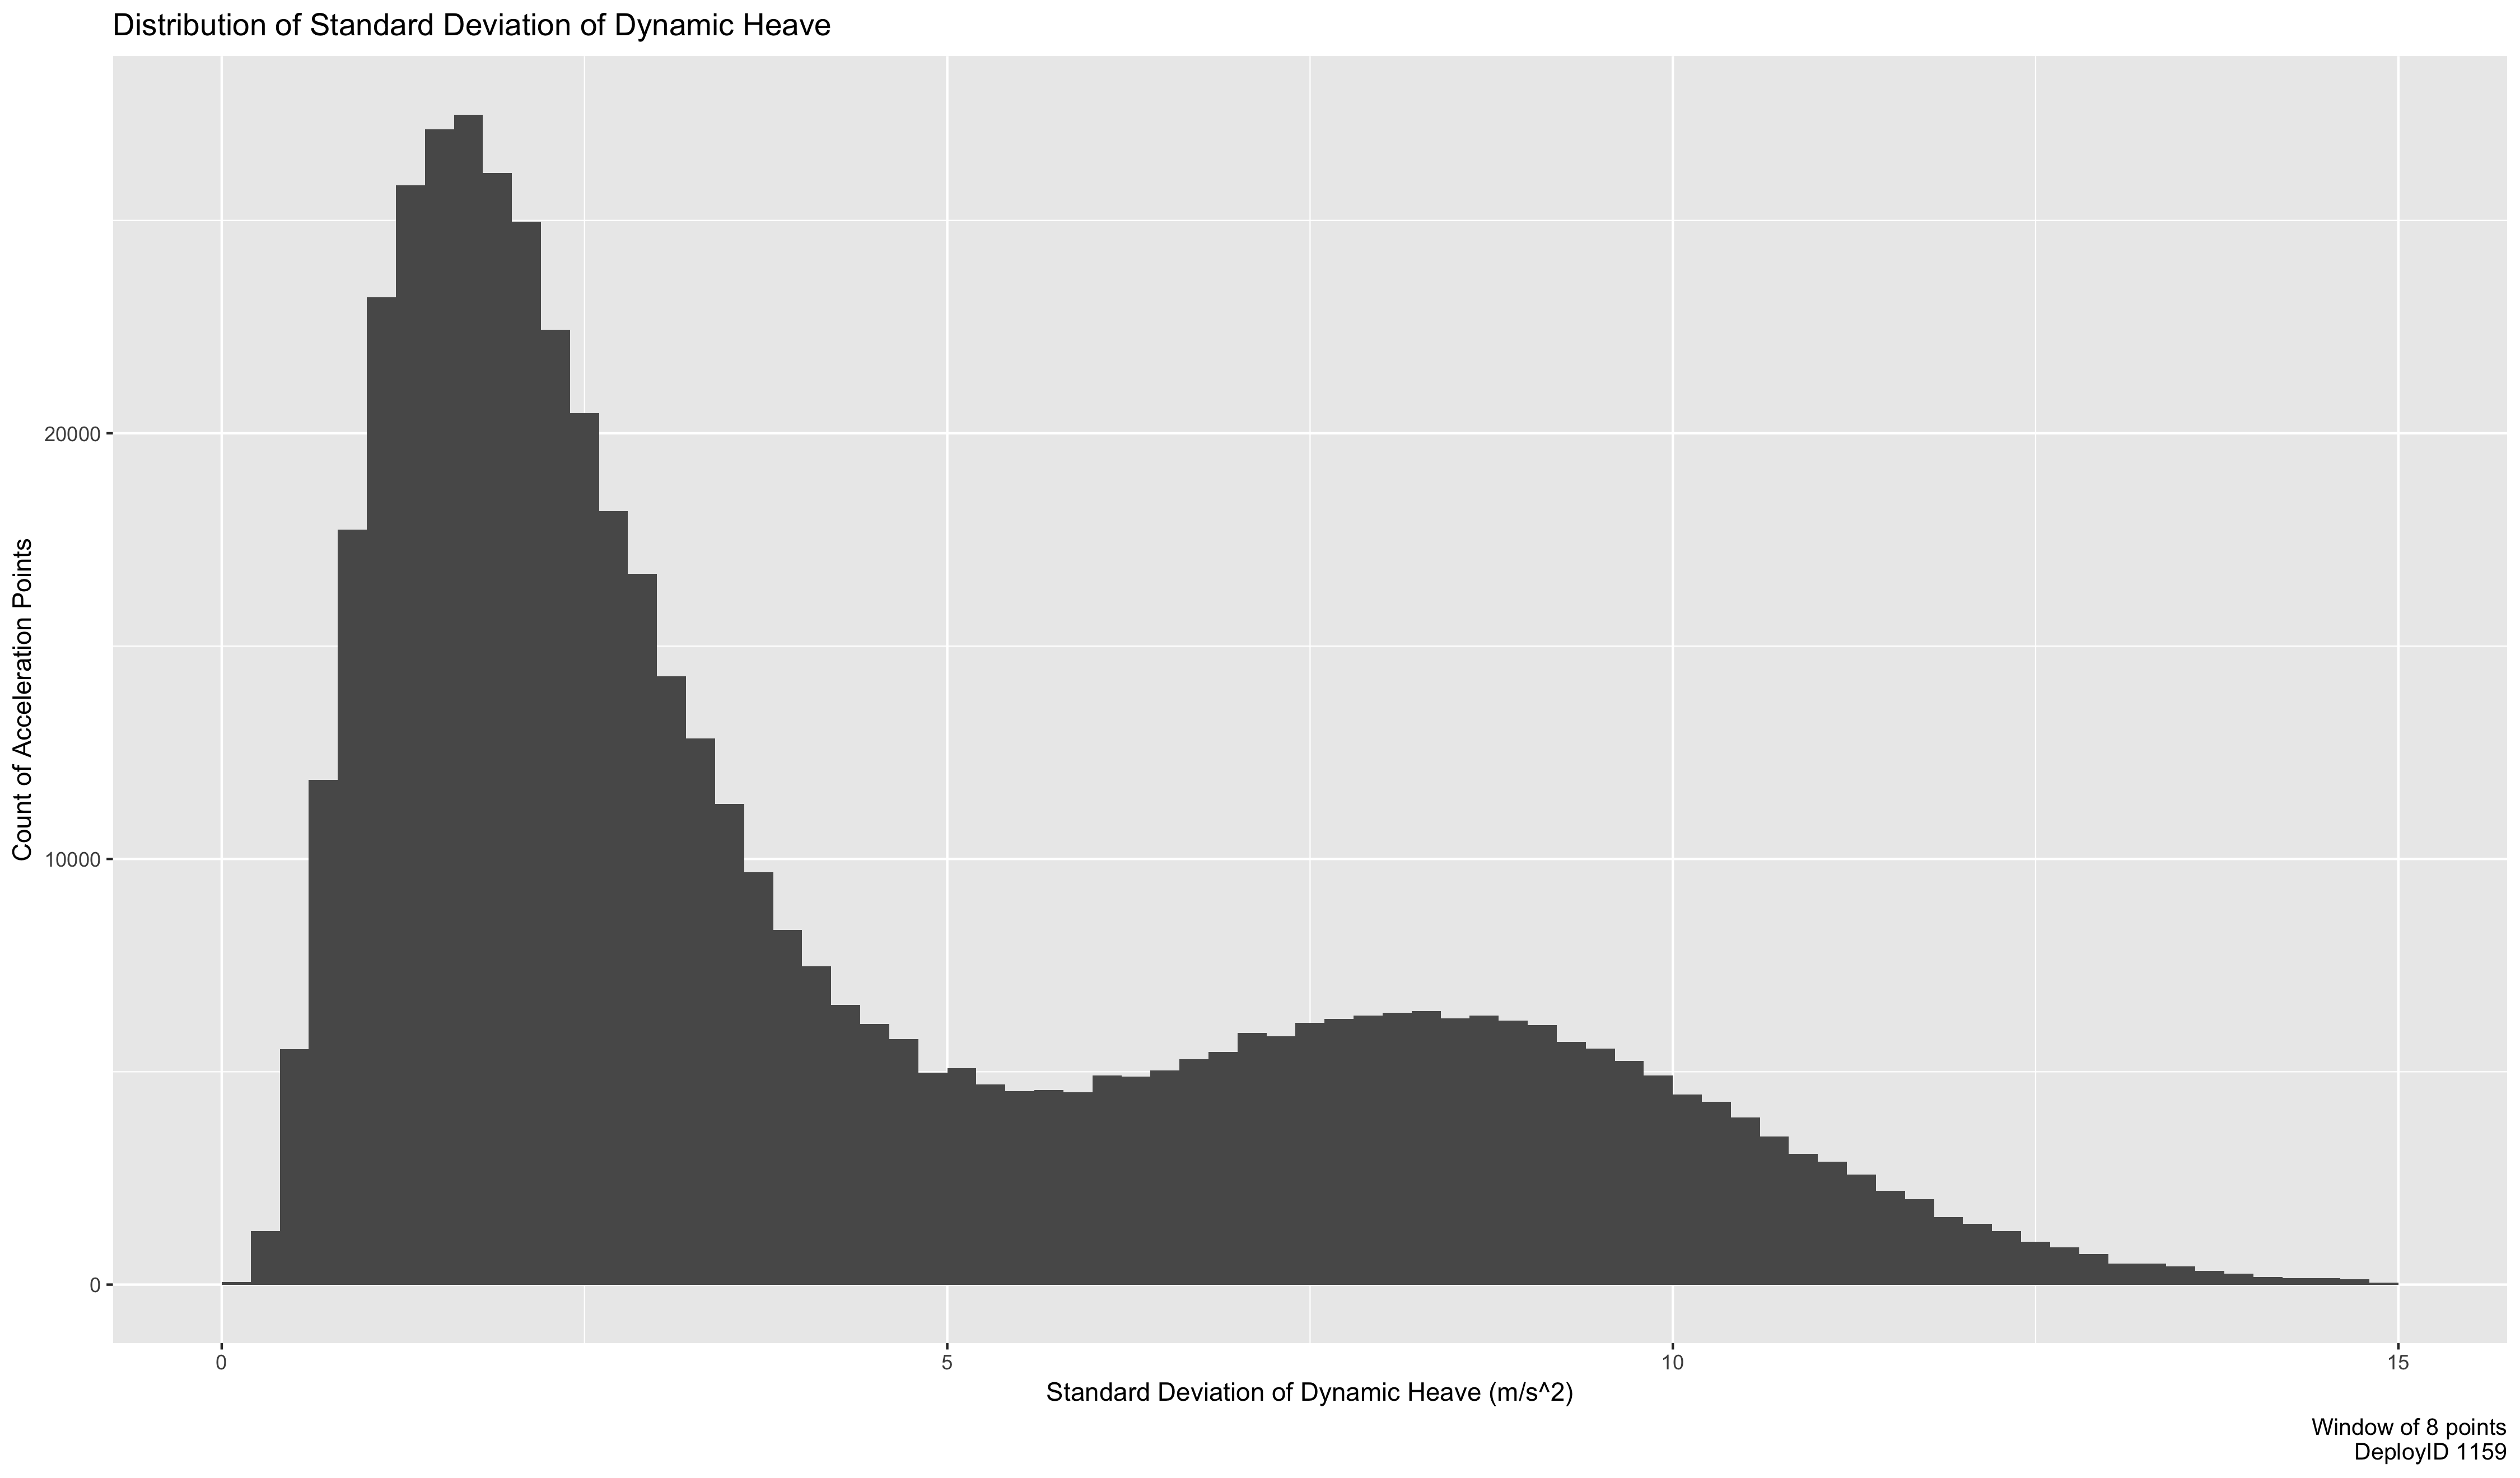 Distribution of Standard Deviation of Dynamic Heave
Count of Acceleration Points
20000
10000
0
0
5
10
15
Standard Deviation of Dynamic Heave (m/s^2)
Window of 8 points
DeployID 1159